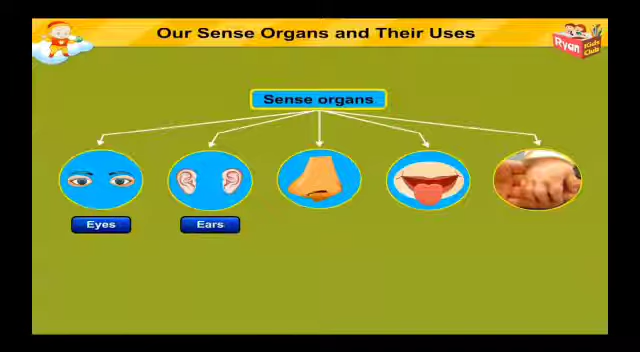 Our Sense Organs and Their Uses
Ryan
Kids
Club
Sense organs
Eyes
Ears